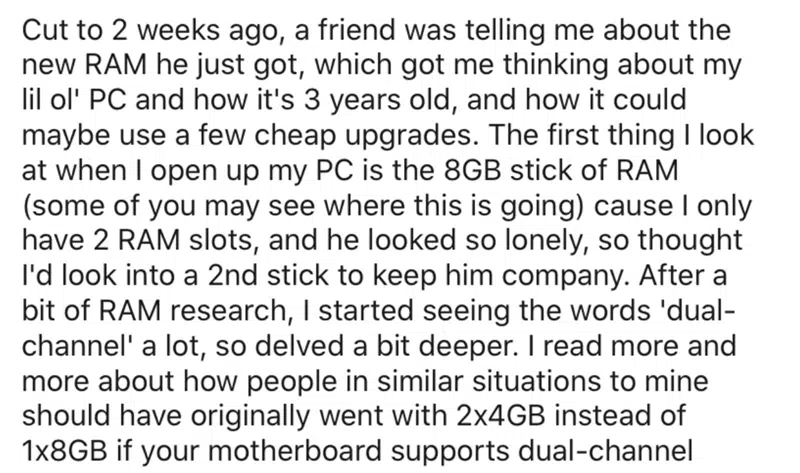 Cut to 2 weeks ago, a friend was telling me about the
new RAM he just got, which got me thinking about my
lil ol' PC and how it's 3 years old, and how it could
maybe use a few cheap upgrades. The first thing I look
at when I open up my PC is the 8GB stick of RAM
(some of you may see where this is going) cause I only
have 2 RAM slots, and he looked so lonely, so thought
I'd look into a 2nd stick to keep him company. After a
bit of RAM research, I started seeing the words 'dual-
channel' a lot, so delved a bit deeper. I read more and
more about how people in similar situations to mine
should have originally went with 2x4GB instead of
1x8GB if your motherboard supports dual-channel